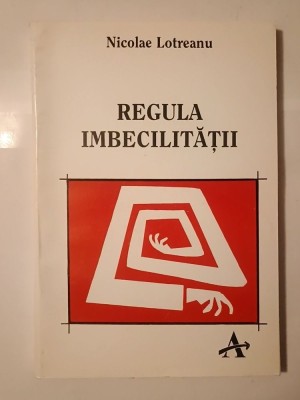 Nicolae Lotreanu
REGULA
IMBECILITĂȚII
A